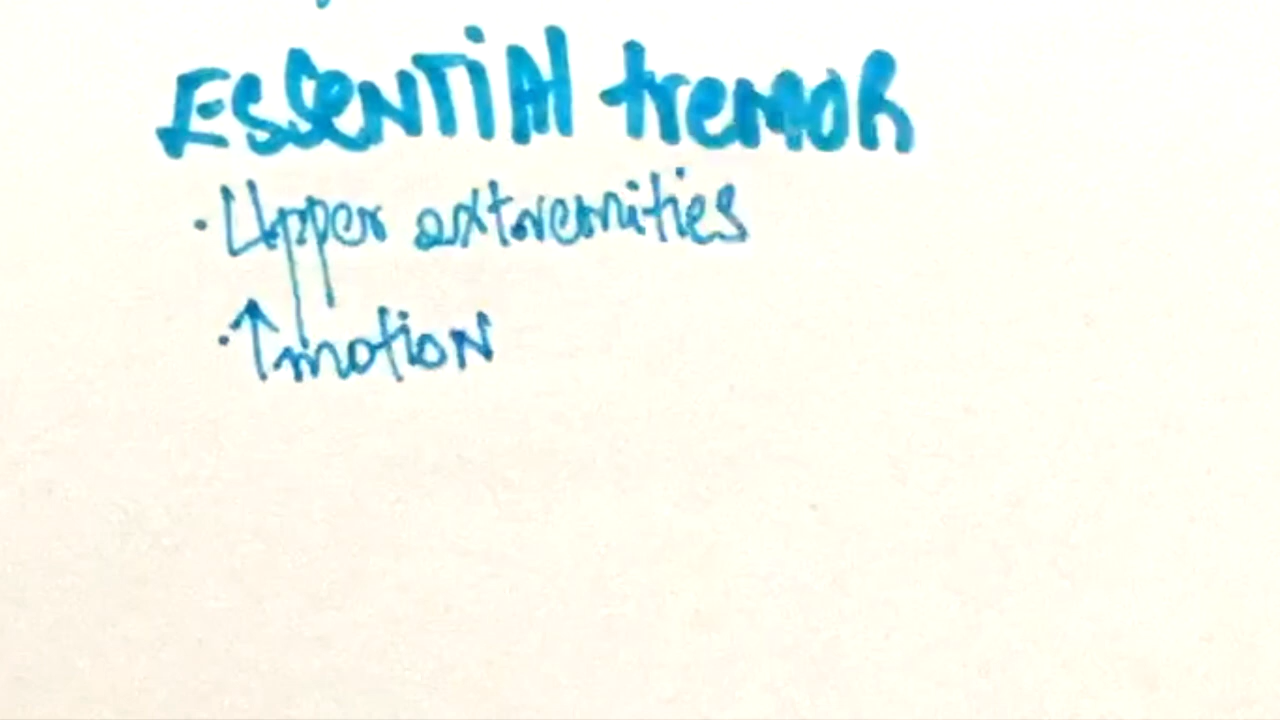 ESSENTiAl tremor
· Upper extremities
· ↑ motion